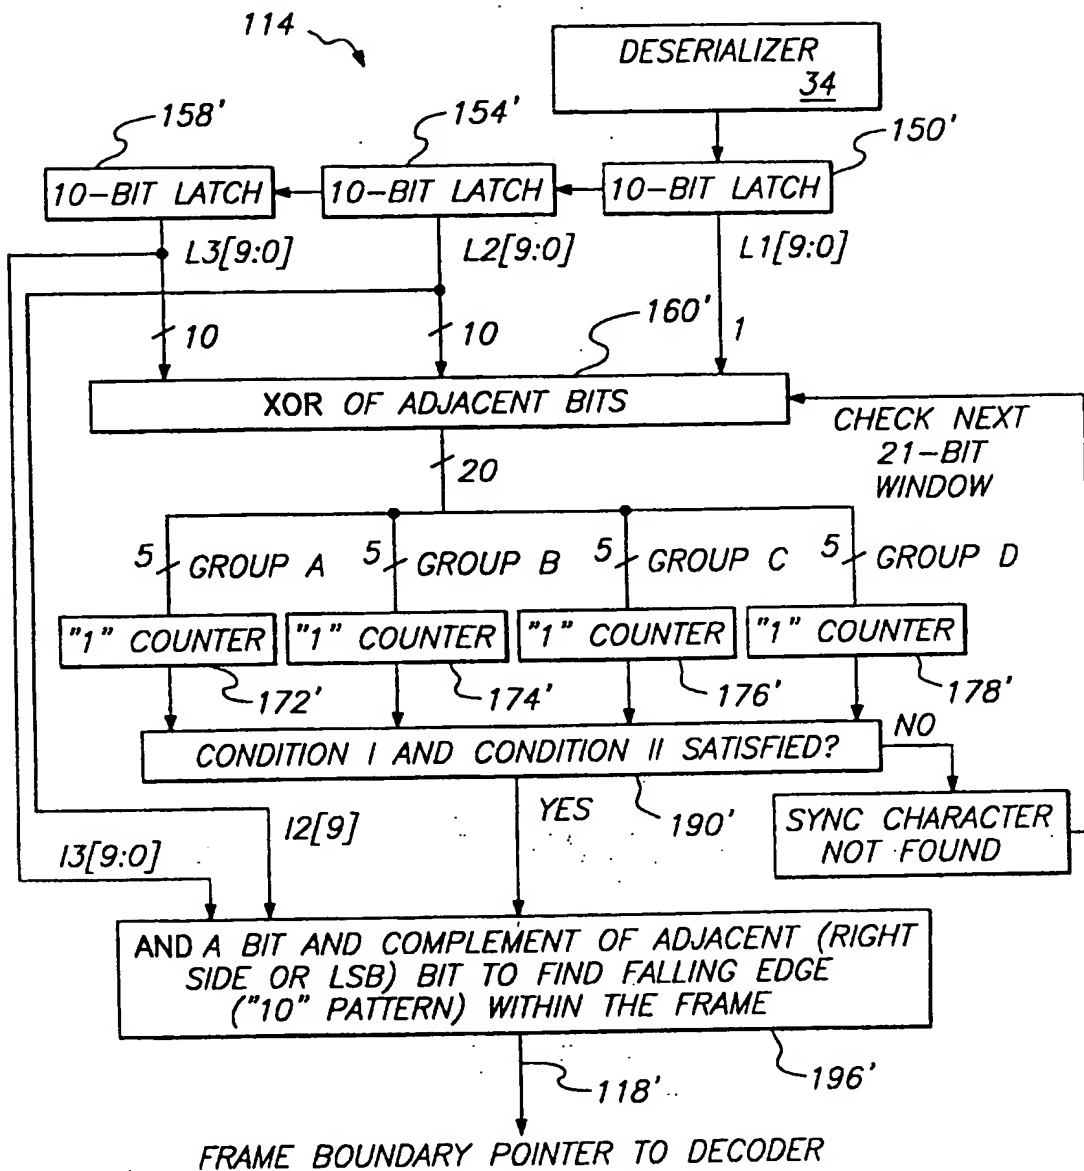 114
DESERIALIZER
34
158'
154'
150'
10-BIT LATCH
10-BIT LATCH
10-BIT LATCH
L3[9:0]
L2[9:0]
L1[9:0]
10
10
160'
1
XOR OF ADJACENT BITS
CHECK NEXT
21-BIT
WINDOW
20
5
GROUP A
5
GROUP B
5
GROUP C
5
GROUP D
"1" COUNTER
"1" COUNTER
"1" COUNTER
"1" COUNTER
172'
174'
176'
178'
CONDITION I AND CONDITION II SATISFIED?
NO
YES
190'
SYNC CHARACTER
NOT FOUND
I2[9]
I3[9:0]
AND A BIT AND COMPLEMENT OF ADJACENT (RIGHT
SIDE OR LSB) BIT TO FIND FALLING EDGE
("10" PATTERN) WITHIN THE FRAME
118'
196'
FRAME BOUNDARY POINTER TO DECODER